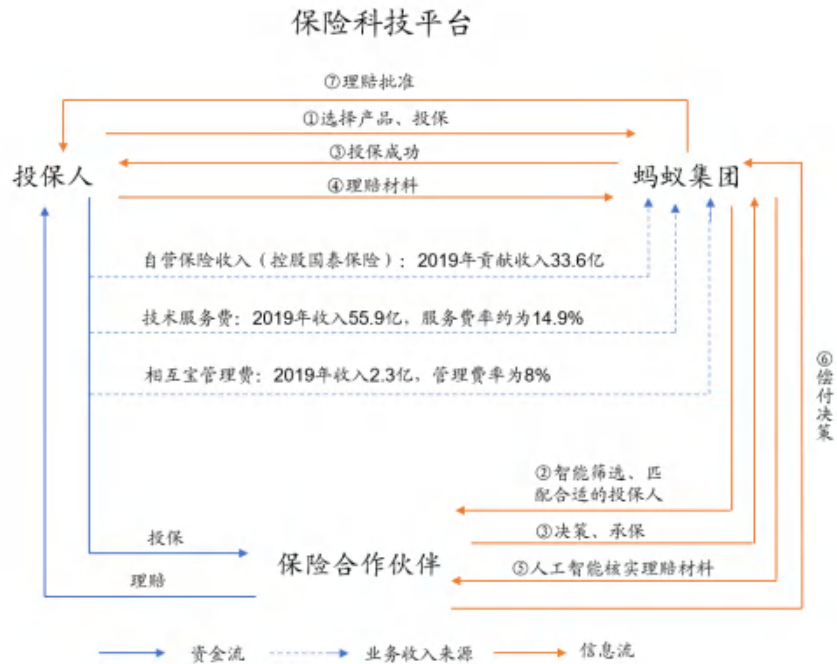 保险科技平台
⑦理赔批准
①选择产品、投保
③投保成功
投保人
蚂蚁集团
④理赔材料
自营保险收入（控股国泰保险）：2019年贡献收入33.6亿
技术服务费：2019年收入55.9亿，服务费率约为14.9%
相互宝管理费：2019年收入2.3亿，管理费率为8%
⑥偿付决策
②智能筛选、匹
配合适的投保人
③决策、承保
投保
保险合作伙伴
⑤人工智能核实理赔材料
理赔
资金流
业务收入来源
信息流